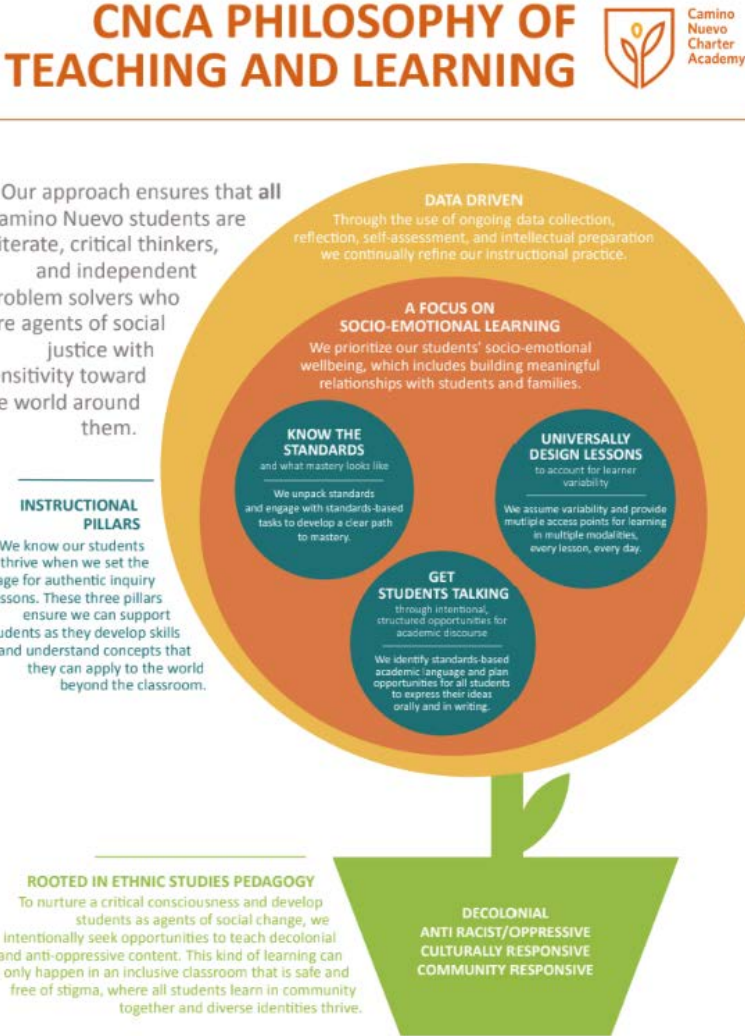 CNCA PHILOSOPHY OF
TEACHING AND LEARNING
Camino
Nuevo
Charter
Academy
Our approach ensures that all
amino Nuevo students are
iterate, critical thinkers,
and independent
roblem solvers who
re agents of social
justice with
nsitivity toward
e world around
them.
DATA DRIVEN
Through the use of ongoing data collection,
reflection, self-assessment, and intellectual preparation
we continually refine our instructional practice.
A FOCUS ON
SOCIO-EMOTIONAL LEARNING
We prioritize our students' socio-emotional
wellbeing, which includes building meaningful
relationships with students and families.
KNOW THE
STANDARDS
and what mastery looks like
We unpack standards
and engage with standards-based
tasks to develop a clear path
to mastery.
UNIVERSALLY
DESIGN LESSONS
to account for learner
variability
We assume variability and provide
mutliple access points for learning
in multiple modalities,
every lesson, every day.
GET
STUDENTS TALKING
through intentional,
structured opportunities for
academic discourse
We identify standards-based
academic language and plan
opportunities for all students
to express their ideas
orally and in writing.
INSTRUCTIONAL
PILLARS
We know our students
thrive when we set the
age for authentic inquiry
ssons. These three pillars
ensure we can support
udents as they develop skills
and understand concepts that
they can apply to the world
beyond the classroom.
ROOTED IN ETHNIC STUDIES PEDAGOGY
To nurture a critical consciousness and develop
students as agents of social change, we
intentionally seek opportunities to teach decolonial
and anti-oppressive content. This kind of learning can
only happen in an inclusive classroom that is safe and
free of stigma, where all students learn in community
together and diverse identities thrive.
DECOLONIAL
ANTI RACIST/OPPRESSIVE
CULTURALLY RESPONSIVE
COMMUNITY RESPONSIVE